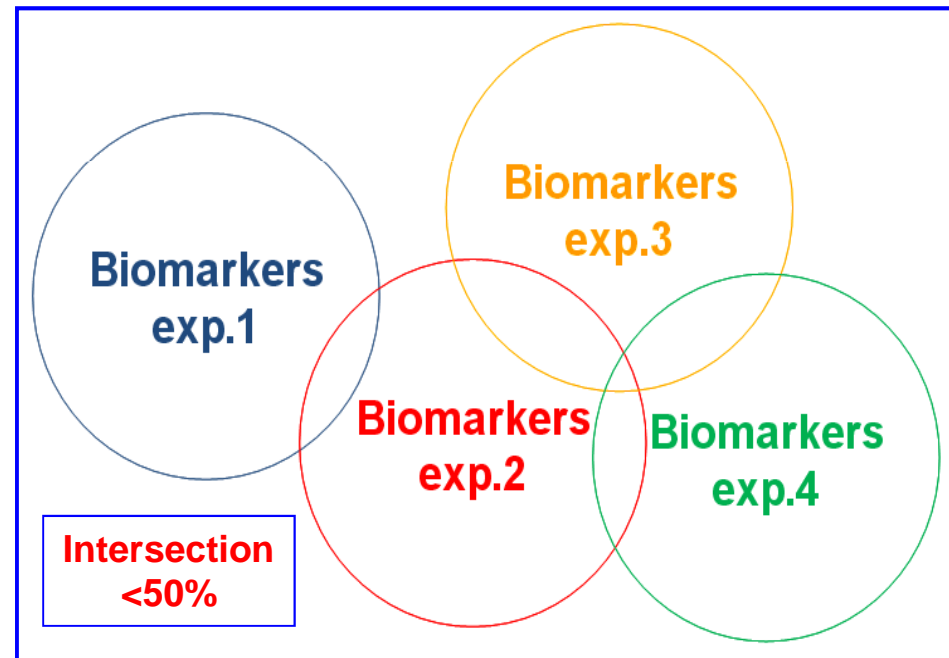 Biomarkers
exp.3
Biomarkers
exp.1
Biomarkers
exp.2
Biomarkers
exp.4
Intersection
<50%